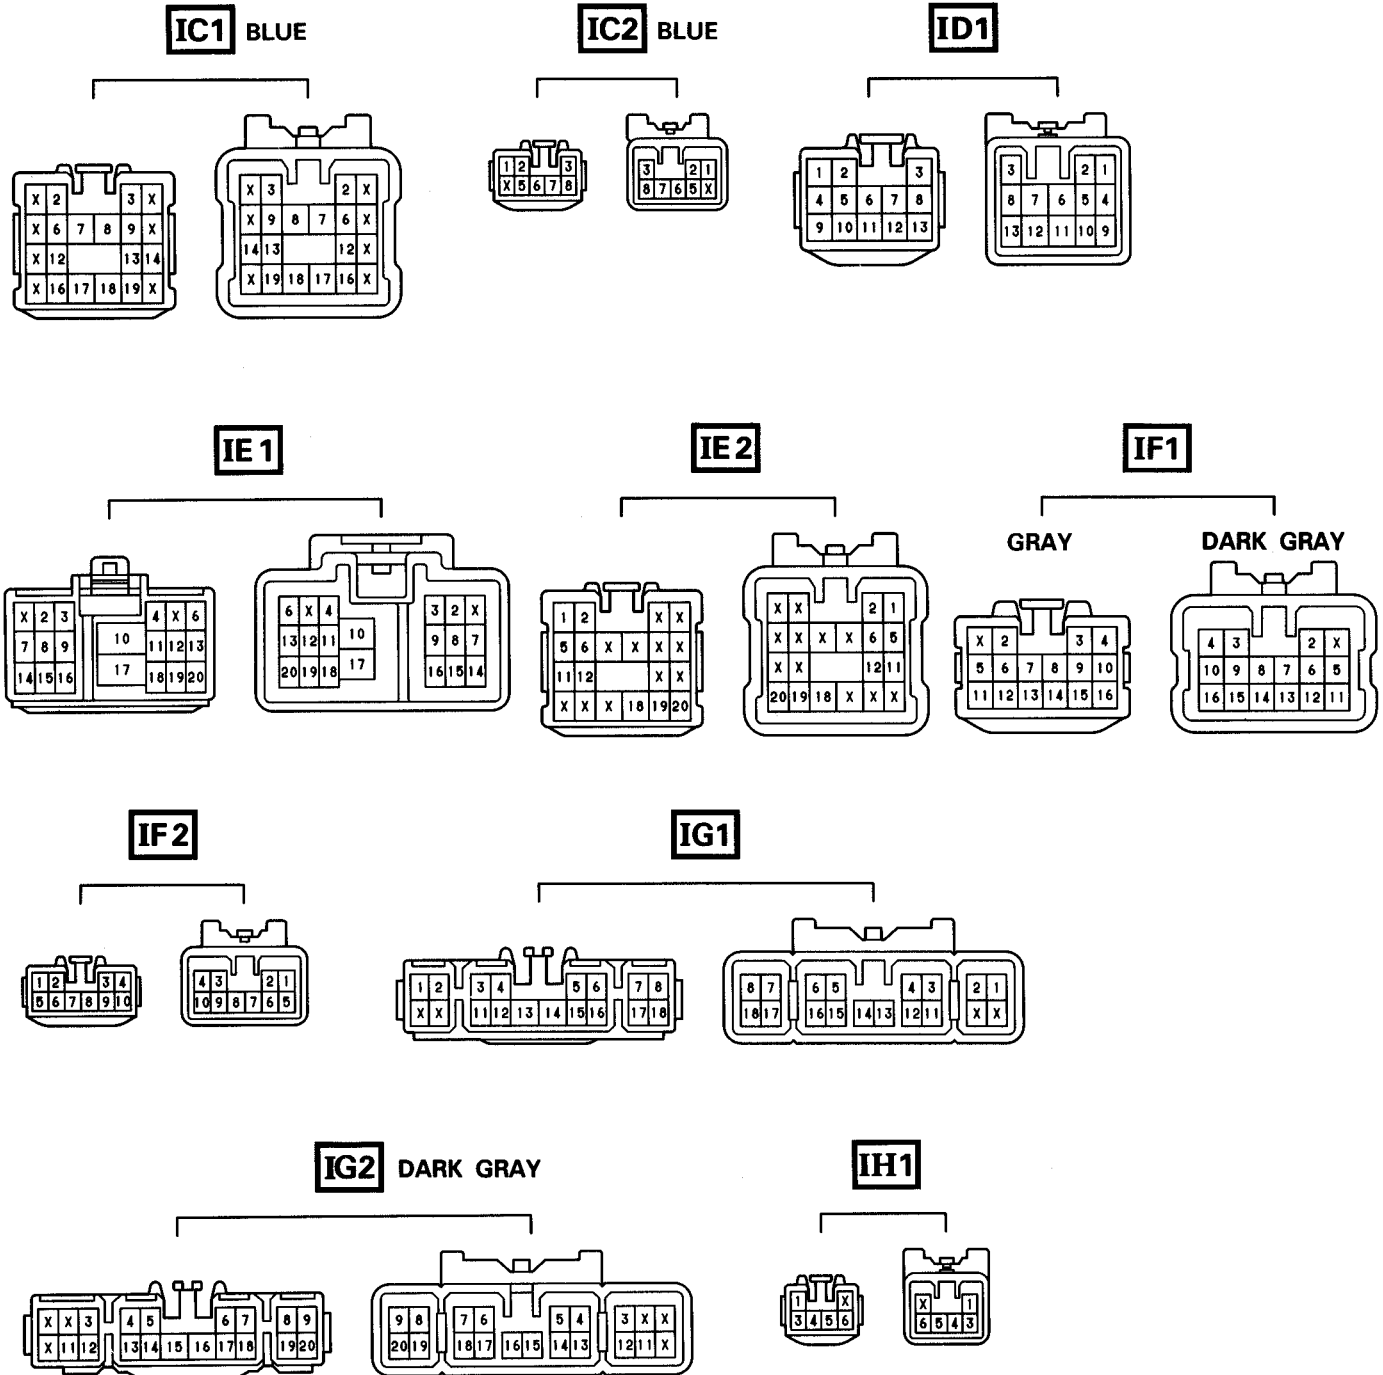 IC1 BLUE
IC2 BLUE
ID1
X 2 3 X
X 6 7 8 9 X
X 12 13 14
X 16 17 18 19 X
X 3 2 X
X 9 8 7 6 X
14 13 12 X
X 19 18 17 16 X
1 2 3
X 5 6 7 8
3 2 1
8 7 6 5 X
1 2 3
4 5 6 7 8
9 10 11 12 13
3 2 1
8 7 6 5 4
13 12 11 10 9
IE1
IE2
IF1
GRAY
DARK GRAY
X 2 3 4 X 6
7 8 9 10 11 12 13
14 15 16 17 18 19 20
6 X 4 3 2 X
13 12 11 10 9 8 7
20 19 18 17 16 15 14
1 2 X X
5 6 X X X X
11 12 X X
X X X 18 19 20
X X 2 1
X X X X 6 5
X X 12 11
20 19 18 X X X
X 2 3 4
5 6 7 8 9 10
11 12 13 14 15 16
4 3 2 X
10 9 8 7 6 5
16 15 14 13 12 11
IF2
IG1
1 2 3 4
5 6 7 8 9 10
4 3 2 1
10 9 8 7 6 5
1 2 3 4 5 6 7 8
X X 11 12 13 14 15 16 17 18
8 7 6 5 4 3 2 1
18 17 16 15 14 13 12 11 X X
IG2 DARK GRAY
IH1
X X 3 4 5 6 7 8 9
X 11 12 13 14 15 16 17 18 19 20
9 8 7 6 5 4 3 X X
20 19 18 17 16 15 14 13 12 11 X
1 X
3 4 5 6
X 1
6 5 4 3